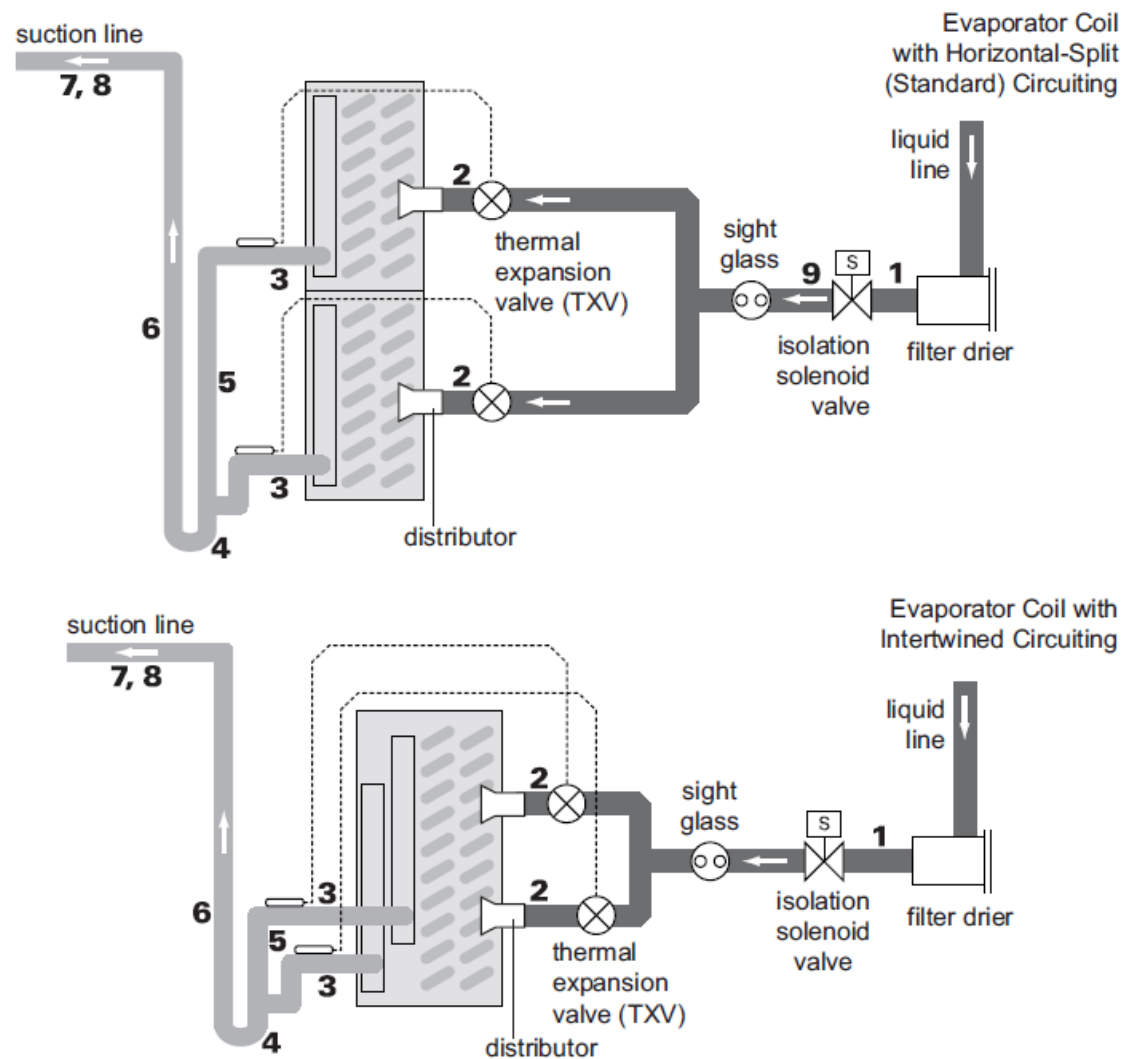 suction line
7, 8
Evaporator Coil
with Horizontal-Split
(Standard) Circuiting
liquid
line
2
thermal
expansion
valve (TXV)
sight
glass
9
S
1
isolation
solenoid
valve
filter drier
3
6
5
2
3
4
distributor
suction line
7, 8
Evaporator Coil with
Intertwined Circuiting
liquid
line
2
sight
glass
S
1
isolation
solenoid
valve
filter drier
3
6
5
2
3
4
thermal
expansion
valve (TXV)
distributor